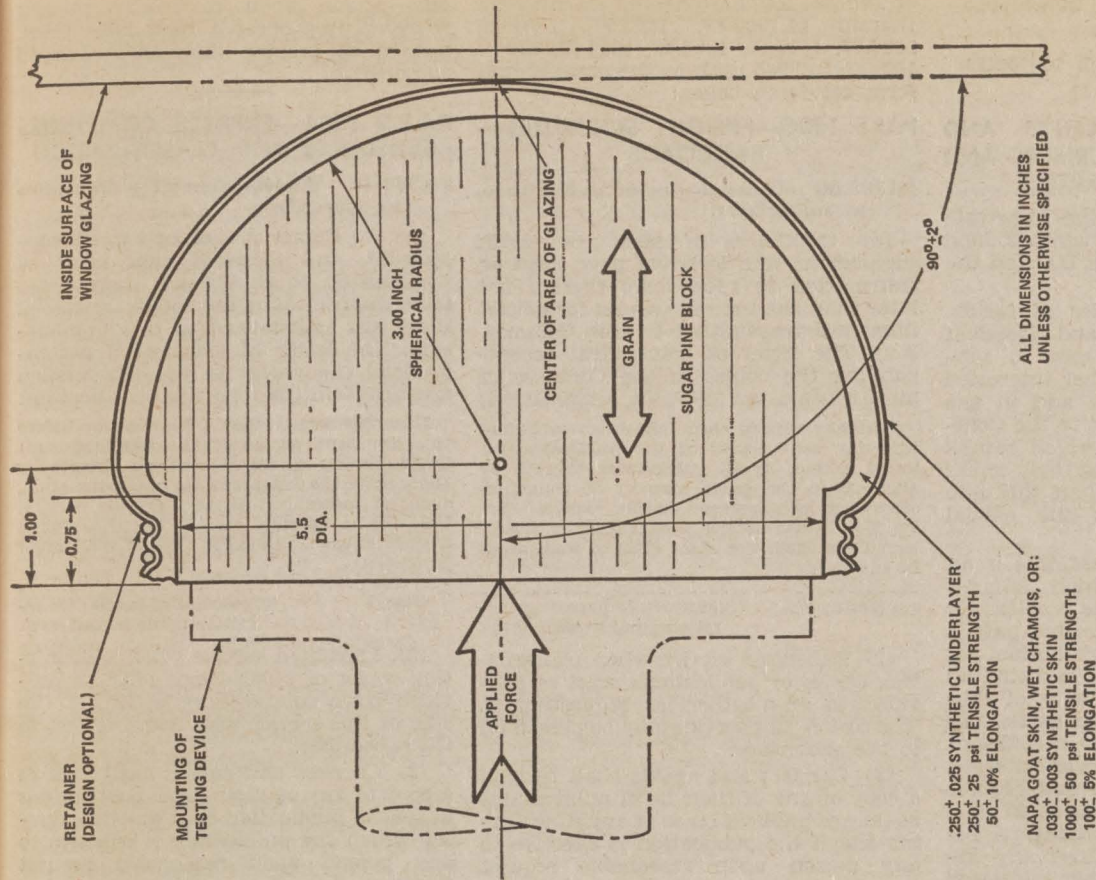 RETAINER
(DESIGN OPTIONAL)
MOUNTING OF
TESTING DEVICE
1.00
0.75
INSIDE SURFACE OF
WINDOW GLAZING
3.00 INCH
SPHERICAL RADIUS
5.5
DIA.
APPLIED
FORCE
CENTER OF AREA OF GLAZING
GRAIN
SUGAR PINE BLOCK
90°±2°
ALL DIMENSIONS IN INCHES
UNLESS OTHERWISE SPECIFIED
.250± .025 SYNTHETIC UNDERLAYER
250± 25 psi TENSILE STRENGTH
50± 10% ELONGATION
NAPA GOAT SKIN, WET CHAMOIS, OR:
.030± .003 SYNTHETIC SKIN
1000± 50 psi TENSILE STRENGTH
100± 5% ELONGATION